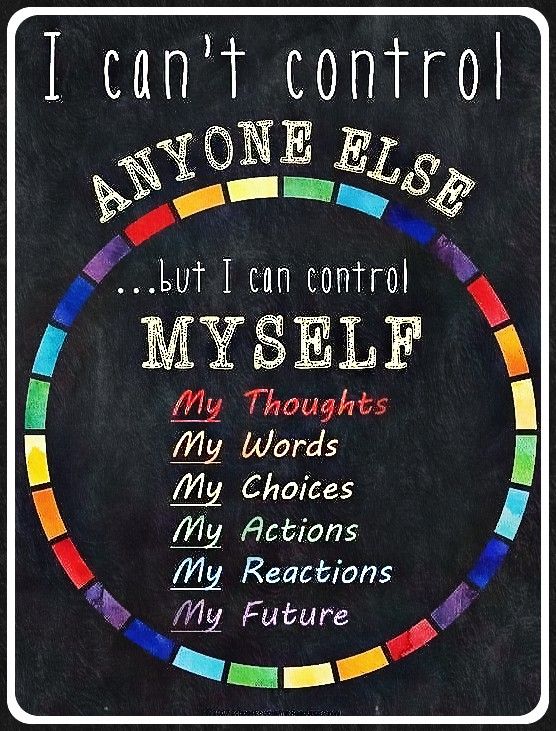 I can't control
ANYONE ELSE
...but I can control
MYSELF
My Thoughts
My Words
My Choices
My Actions
My Reactions
My Future